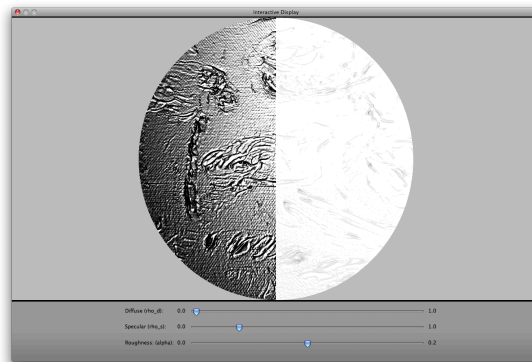 Interactive Display
Diffuse (rho_d): 0.0 1.0
Specular (rho_s): 0.0 1.0
Roughness: (alpha): 0.0 0.2